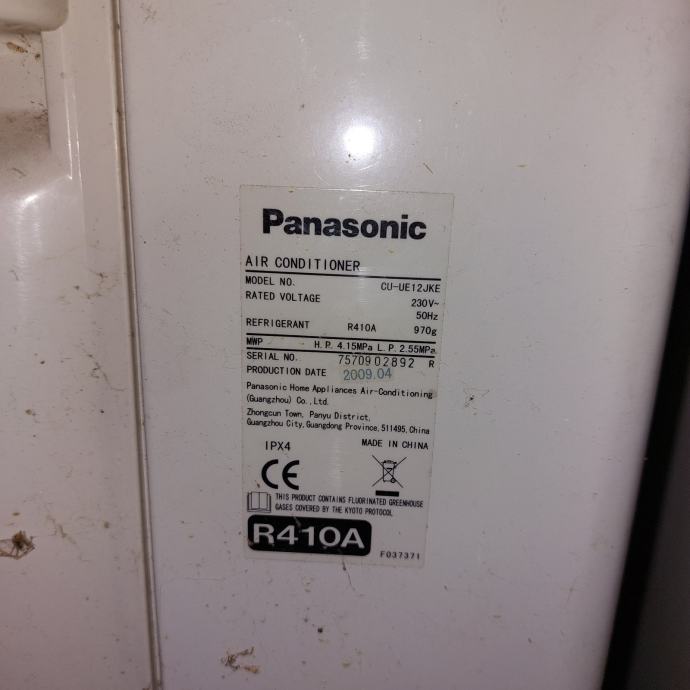 Panasonic
AIR CONDITIONER
MODEL NO. CU-UE12JKE
RATED VOLTAGE 230V~
50Hz
REFRIGERANT R410A 970g
MWP H.P. 4.15MPa L.P. 2.55MPa
SERIAL NO. 7570902892 R
PRODUCTION DATE 2009.04
Panasonic Home Appliances Air-Conditioning
(Guangzhou) Co., Ltd.
Zhongcun Town, Panyu District,
Guangzhou City, Guangdong Province, 511495, China
IPX4 MADE IN CHINA
CE
THIS PRODUCT CONTAINS FLUORINATED GREENHOUSE
GASES COVERED BY THE KYOTO PROTOCOL
R410A
F037371